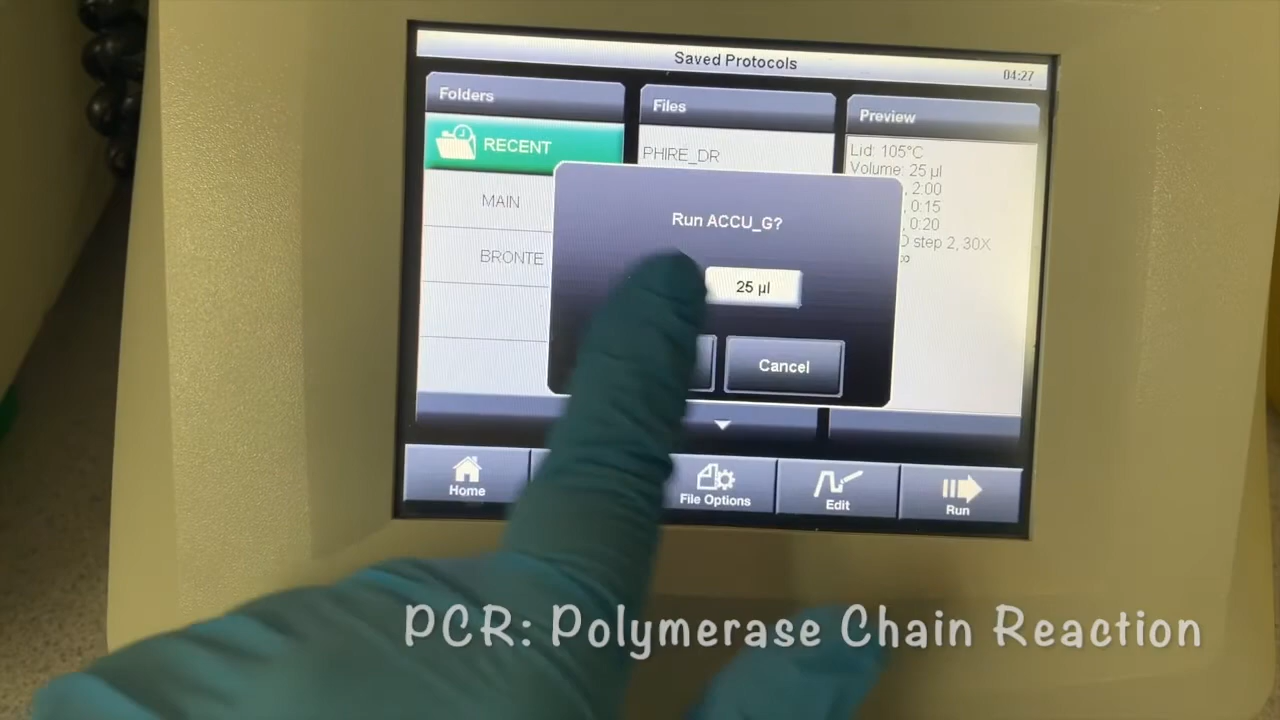 Saved Protocols
04:27
Folders
Files
Preview
RECENT
PHIRE_DR
Lid: 105°C
Volume: 25 µl
, 2:00
MAIN
, 0:15
Run ACCU_G?
, 0:20
step 2, 30X
BRONTE
∞
25 µl
Cancel
Home
File Options
Edit
Run
PCR: Polymerase Chain Reaction